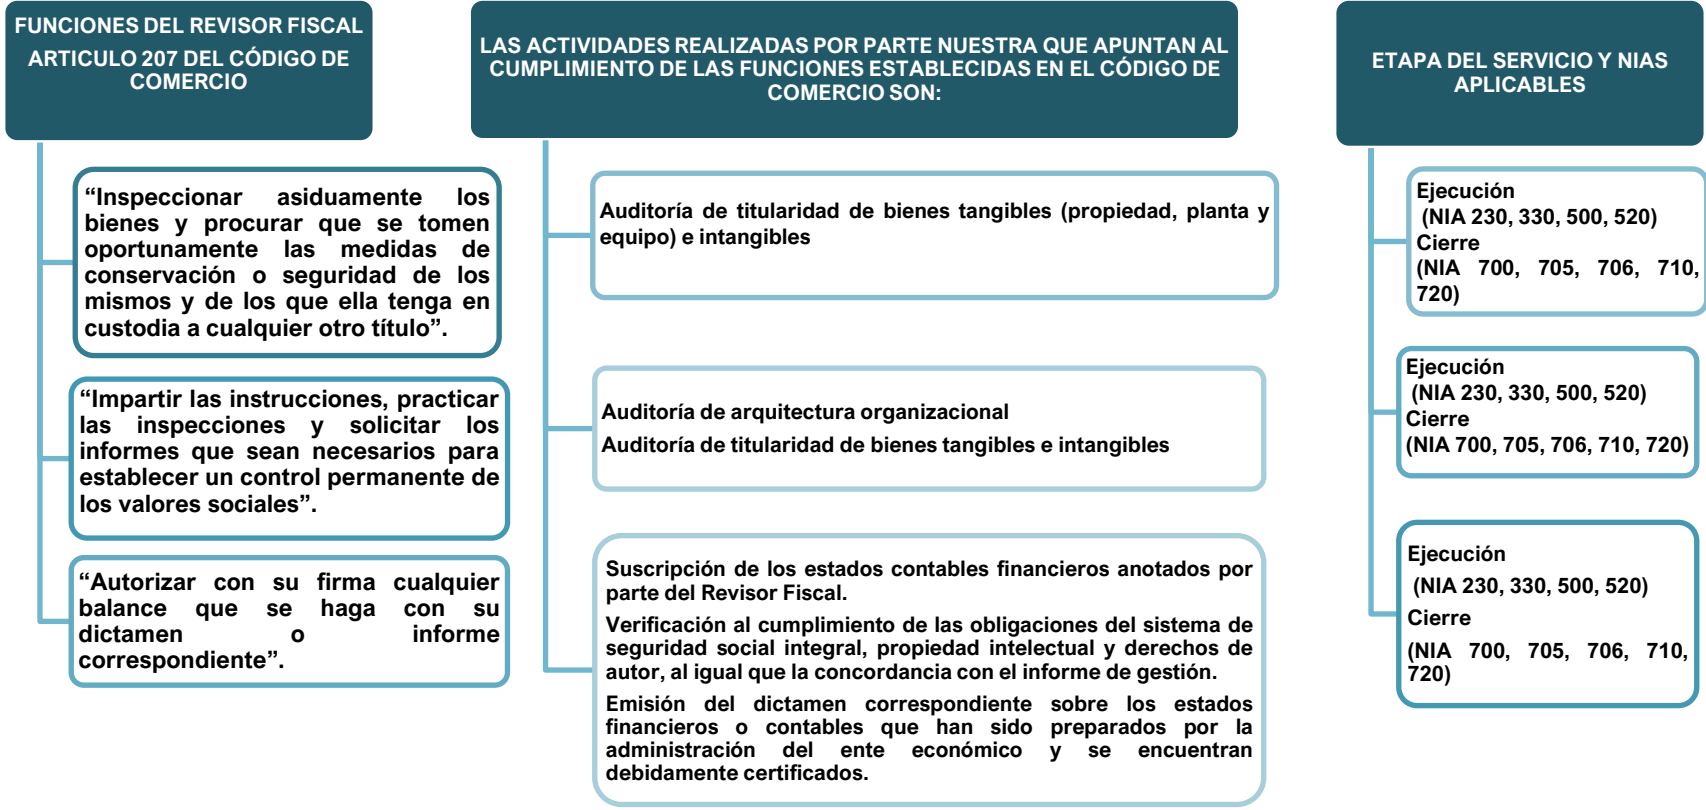 FUNCIONES DEL REVISOR FISCAL
ARTICULO 207 DEL CÓDIGO DE
COMERCIO
“Inspeccionar asiduamente los
bienes y procurar que se tomen
oportunamente las medidas de
conservación o seguridad de los
mismos y de los que ella tenga en
custodia a cualquier otro título”.
“Impartir las instrucciones, practicar
las inspecciones y solicitar los
informes que sean necesarios para
establecer un control permanente de
los valores sociales”.
“Autorizar con su firma cualquier
balance que se haga con su
dictamen o informe
correspondiente”.
LAS ACTIVIDADES REALIZADAS POR PARTE NUESTRA QUE APUNTAN AL
CUMPLIMIENTO DE LAS FUNCIONES ESTABLECIDAS EN EL CÓDIGO DE
COMERCIO SON:
Auditoría de titularidad de bienes tangibles (propiedad, planta y
equipo) e intangibles
Auditoría de arquitectura organizacional
Auditoría de titularidad de bienes tangibles e intangibles
Suscripción de los estados contables financieros anotados por
parte del Revisor Fiscal.
Verificación al cumplimiento de las obligaciones del sistema de
seguridad social integral, propiedad intelectual y derechos de
autor, al igual que la concordancia con el informe de gestión.
Emisión del dictamen correspondiente sobre los estados
financieros o contables que han sido preparados por la
administración del ente económico y se encuentran
debidamente certificados.
ETAPA DEL SERVICIO Y NIAS
APLICABLES
Ejecución
(NIA 230, 330, 500, 520)
Cierre
(NIA 700, 705, 706, 710,
720)
Ejecución
(NIA 230, 330, 500, 520)
Cierre
(NIA 700, 705, 706, 710, 720)
Ejecución
(NIA 230, 330, 500, 520)
Cierre
(NIA 700, 705, 706, 710,
720)